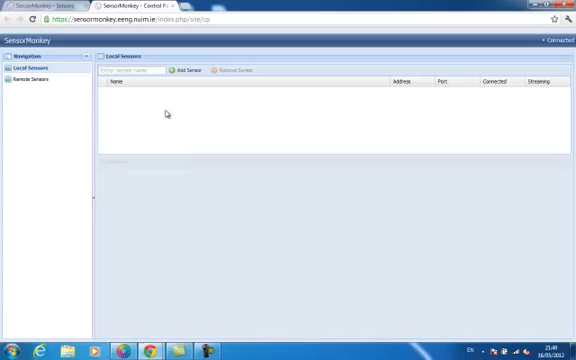 SensorMonkey - Sensors
SensorMonkey - Control Pa
https://sensormonkey.eeng.nuim.ie/index.php/site/cp
SensorMonkey
Connected
Navigation
Local Sensors
Remote Sensors
Local Sensors
Enter sensor name
Add Sensor
Remove Sensor
Name
Address
Port
Connected
Streaming
EN
21:40
16/05/2012